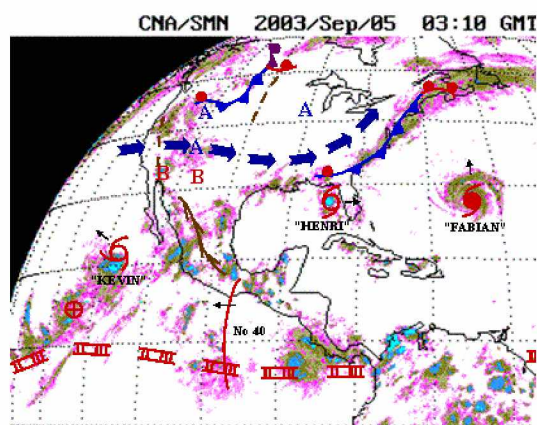 CNA/SMN 2003/Sep/05 03:10 GMT
A
A
A
B
B
"HENRI"
"FABIAN"
"KEVIN"
No 40